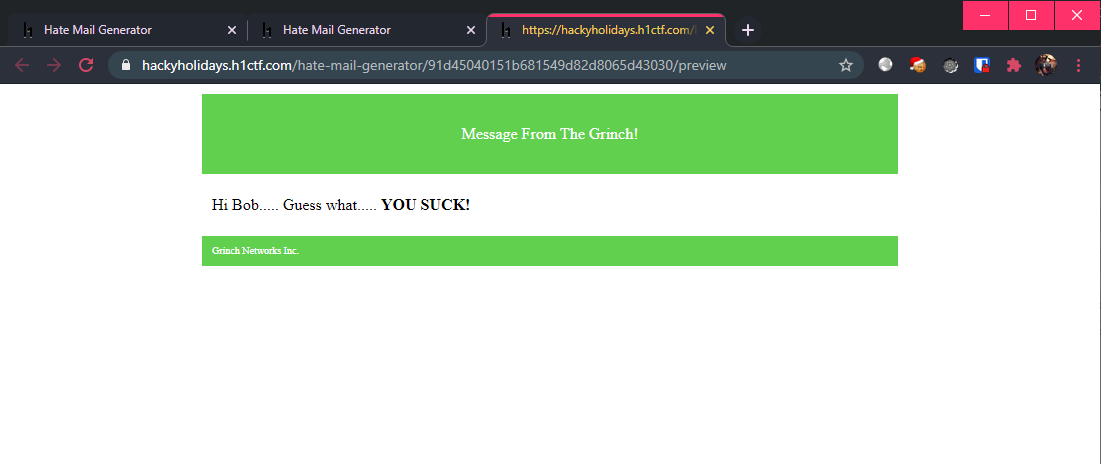 Hate Mail Generator
Hate Mail Generator
https://hackyholidays.h1ctf.com/
hackyholidays.h1ctf.com/hate-mail-generator/91d45040151b681549d82d8065d43030/preview
Message From The Grinch!
Hi Bob..... Guess what..... YOU SUCK!
Grinch Networks Inc.